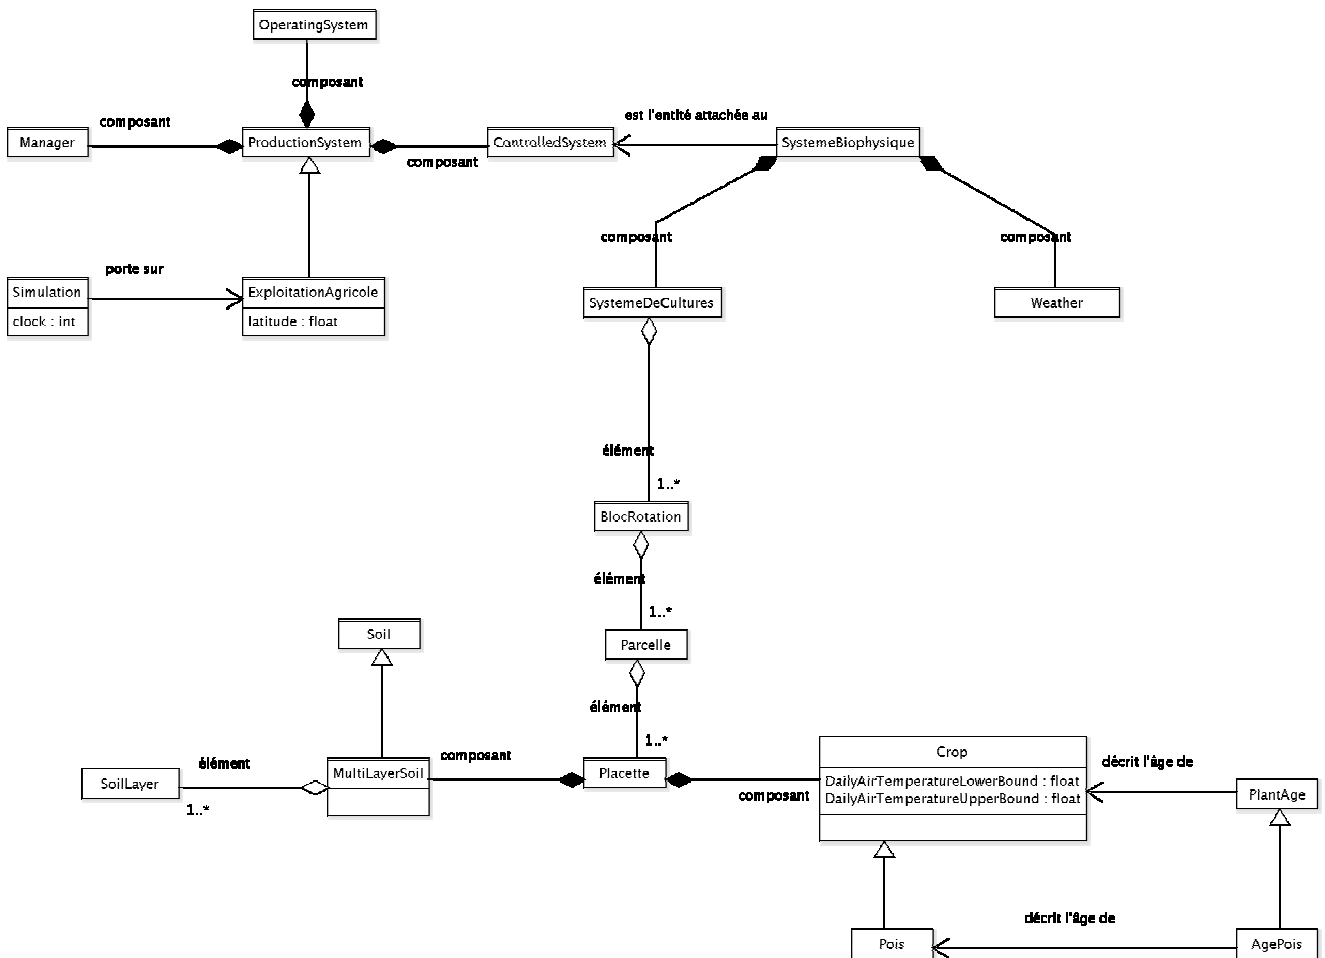 OperatingSystem
composant
composant
est l'entité attachée au
Manager
ProductionSystem
ControlledSystem
SystemeBiophysique
composant
composant
composant
porte sur
Simulation
clock : int
ExploitationAgricole
latitude : float
SystemeDeCultures
Weather
élément
1..*
BlocRotation
élément
1..*
Soil
Parcelle
élément
1..*
composant
élément
SoilLayer
1..*
MultiLayerSoil
Placette
composant
Crop
DailyAirTemperatureLowerBound : float
DailyAirTemperatureUpperBound : float
décrit l'âge de
PlantAge
décrit l'âge de
Pois
AgePois